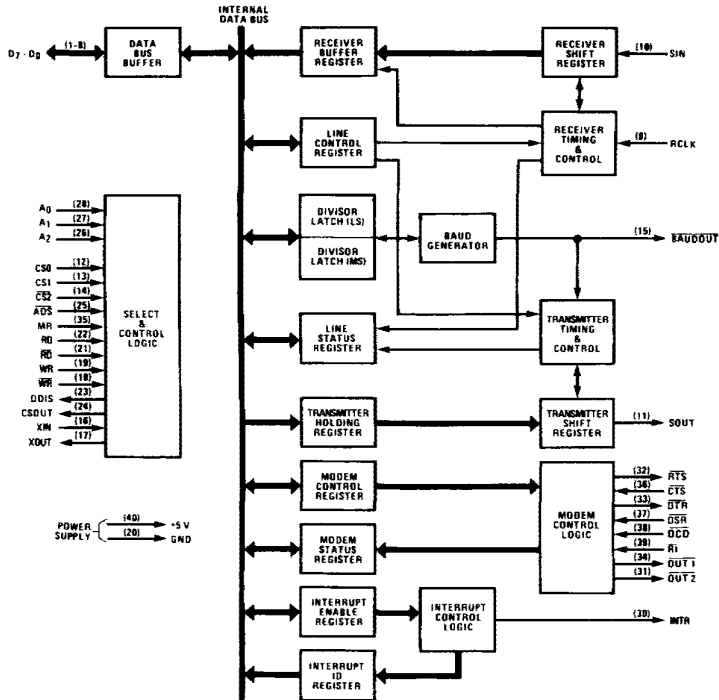 INTERNAL
DATA BUS
D7 - D0
(1-8)
DATA
BUS
BUFFER
RECEIVER
BUFFER
REGISTER
RECEIVER
SHIFT
REGISTER
(10)
SIN
LINE
CONTROL
REGISTER
RECEIVER
TIMING
&
CONTROL
(9)
RCLK
A0 (28)
A1 (27)
A2 (26)
CS0 (12)
CS1 (13)
CS2 (14)
ADS (25)
MR (35)
RD (22)
RD (21)
WR (19)
WR (18)
DDIS (23)
CSOUT (24)
XIN (16)
XOUT (17)
SELECT
&
CONTROL
LOGIC
DIVISOR
LATCH (LS)
DIVISOR
LATCH (MS)
BAUD
GENERATOR
(15)
BAUDOUT
LINE
STATUS
REGISTER
TRANSMITTER
TIMING
&
CONTROL
TRANSMITTER
HOLDING
REGISTER
TRANSMITTER
SHIFT
REGISTER
(11)
SOUT
MODEM
CONTROL
REGISTER
MODEM
CONTROL
LOGIC
(32) RTS
(36) CTS
(33) DTR
(37) DSR
(38) DCD
(39) RI
(34) OUT 1
(31) OUT 2
POWER
SUPPLY
(40) +5 V
(20) GND
MODEM
STATUS
REGISTER
INTERRUPT
ENABLE
REGISTER
INTERRUPT
CONTROL
LOGIC
(30)
INTR
INTERRUPT
ID
REGISTER